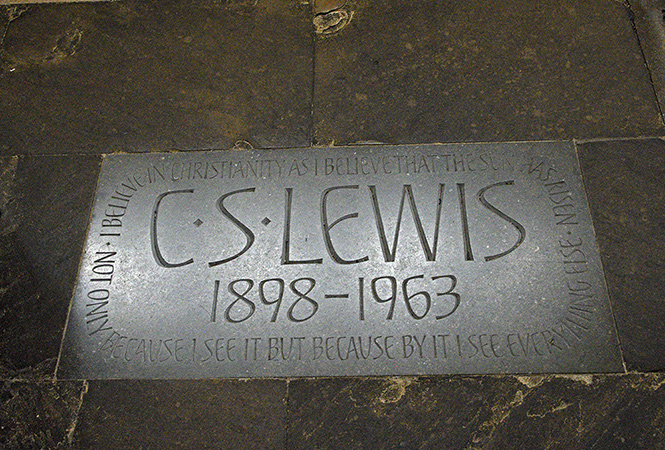 I BELIEVE IN CHRISTIANITY AS I BELIEVE THAT THE SUN HAS RISEN · NOT ONLY BECAUSE I SEE IT BUT BECAUSE BY IT I SEE EVERYTHING ELSE ·
C·S·LEWIS
1898–1963